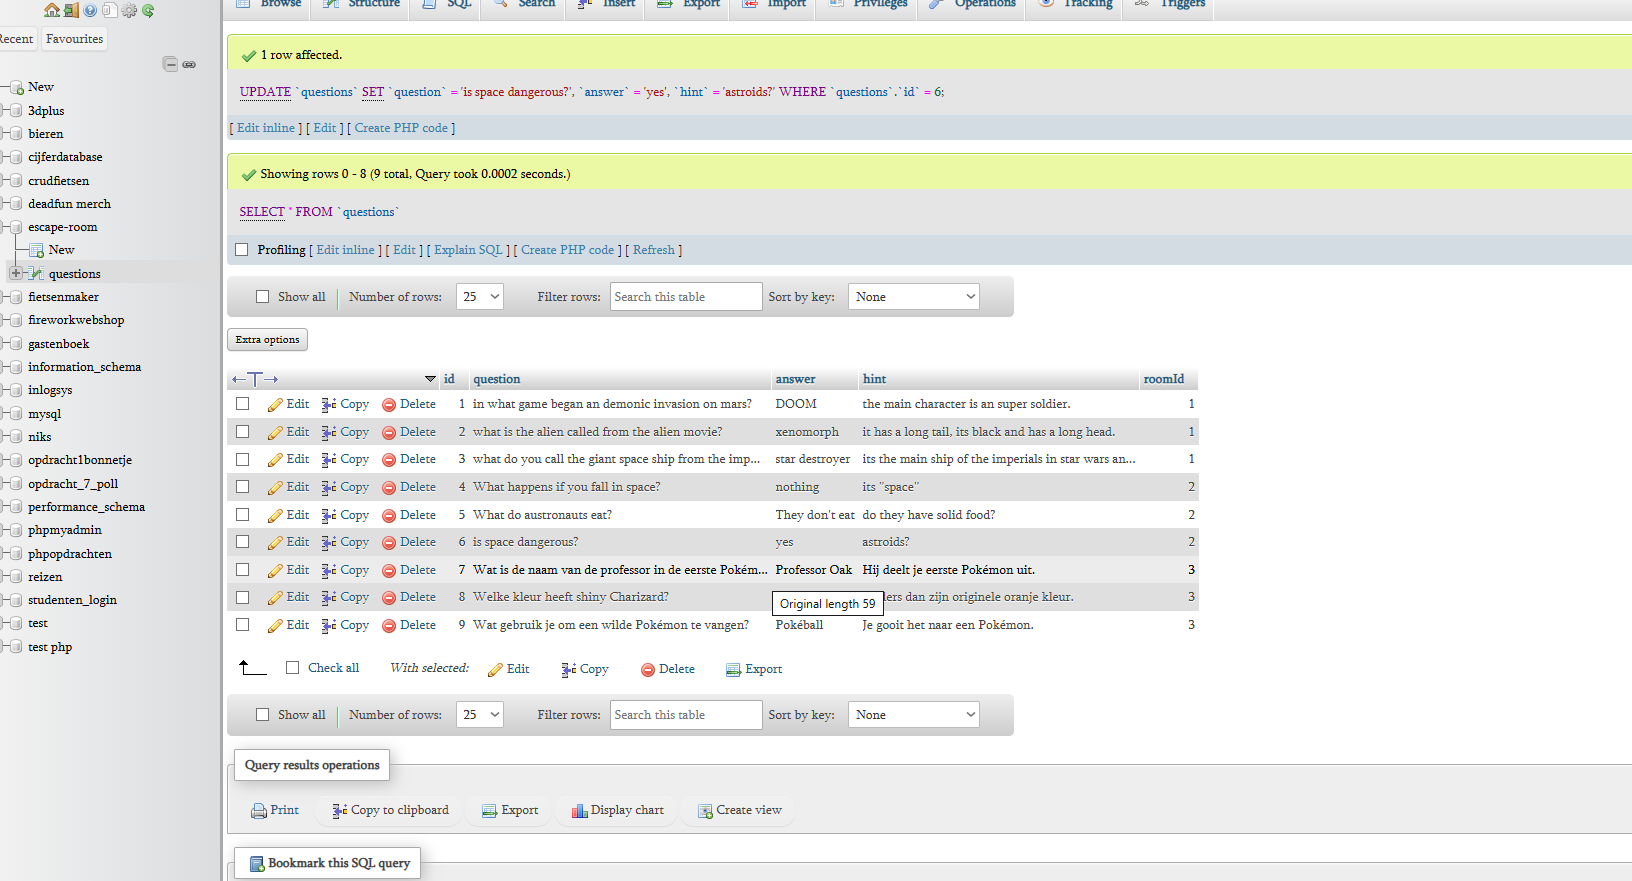 Browse Structure SQL Search Insert Export Import Privileges Operations Tracking Triggers
Recent Favourites
New
3dplus
bieren
cijferdatabase
crudfietsen
deadfun merch
escape-room
New
questions
fietsenmaker
fireworkwebshop
gastenboek
information_schema
inlogsys
mysql
niks
opdracht1bonnetje
opdracht_7_poll
performance_schema
phpmyadmin
phpopdrachten
reizen
studenten_login
test
test php
1 row affected.
UPDATE `questions` SET `question` = 'is space dangerous?', `answer` = 'yes', `hint` = 'astroids?' WHERE `questions`.`id` = 6;
[ Edit inline ] [ Edit ] [ Create PHP code ]
Showing rows 0 - 8 (9 total, Query took 0.0002 seconds.)
SELECT * FROM `questions`
Profiling [ Edit inline ] [ Edit ] [ Explain SQL ] [ Create PHP code ] [ Refresh ]
Show all Number of rows: 25 Filter rows: Search this table Sort by key: None
Extra options
id question answer hint roomId
Edit Copy Delete 1 in what game began an demonic invasion on mars? DOOM the main character is an super soldier. 1
Edit Copy Delete 2 what is the alien called from the alien movie? xenomorph it has a long tail, its black and has a long head. 1
Edit Copy Delete 3 what do you call the giant space ship from the imp... star destroyer its the main ship of the imperials in star wars an... 1
Edit Copy Delete 4 What happens if you fall in space? nothing its "space" 2
Edit Copy Delete 5 What do austronauts eat? They don't eat do they have solid food? 2
Edit Copy Delete 6 is space dangerous? yes astroids? 2
Edit Copy Delete 7 Wat is de naam van de professor in de eerste Pokém... Professor Oak Hij deelt je eerste Pokémon uit. 3
Edit Copy Delete 8 Welke kleur heeft shiny Charizard? dan zijn originele oranje kleur. 3
Original length 59
Edit Copy Delete 9 Wat gebruik je om een wilde Pokémon te vangen? Pokéball Je gooit het naar een Pokémon. 3
Check all With selected: Edit Copy Delete Export
Show all Number of rows: 25 Filter rows: Search this table Sort by key: None
Query results operations
Print Copy to clipboard Export Display chart Create view
Bookmark this SQL query